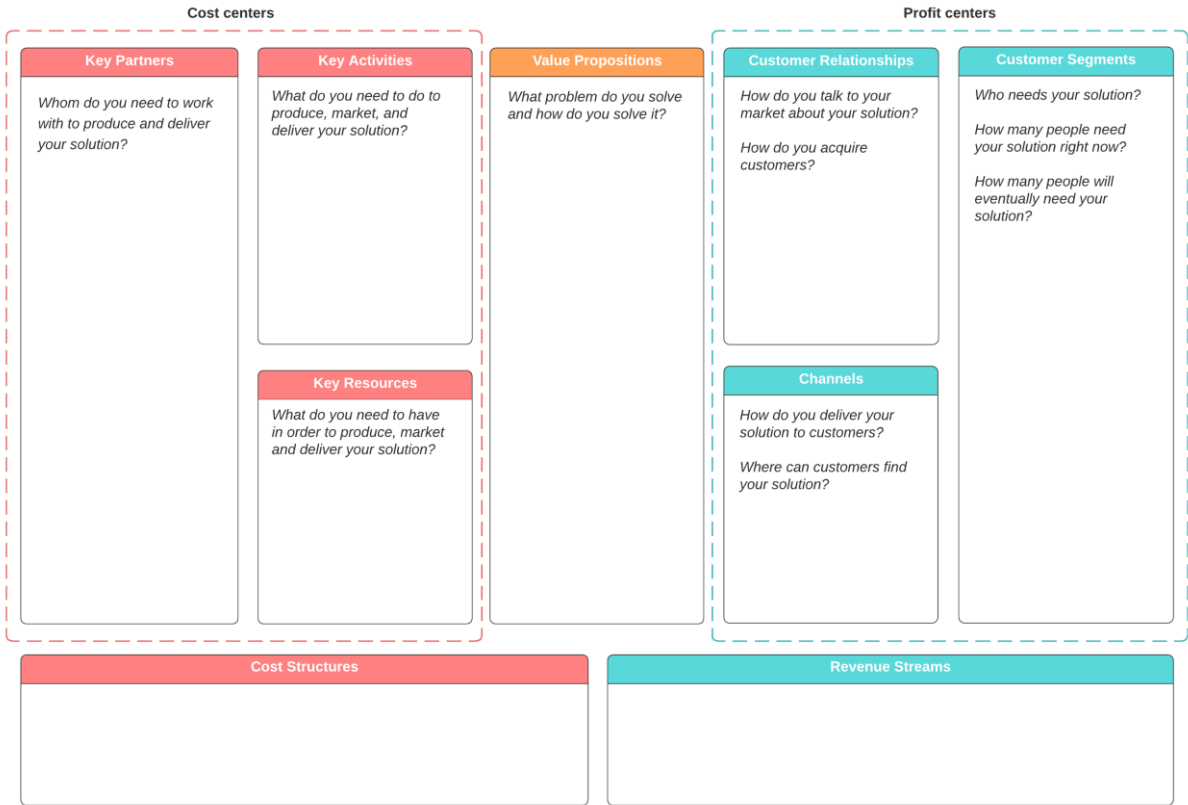 Cost centers
Profit centers
Key Partners
Whom do you need to work
with to produce and deliver
your solution?
Key Activities
What do you need to do to
produce, market, and
deliver your solution?
Key Resources
What do you need to have
in order to produce, market
and deliver your solution?
Value Propositions
What problem do you solve
and how do you solve it?
Customer Relationships
How do you talk to your
market about your solution?
How do you acquire
customers?
Channels
How do you deliver your
solution to customers?
Where can customers find
your solution?
Customer Segments
Who needs your solution?
How many people need
your solution right now?
How many people will
eventually need your
solution?
Cost Structures
Revenue Streams